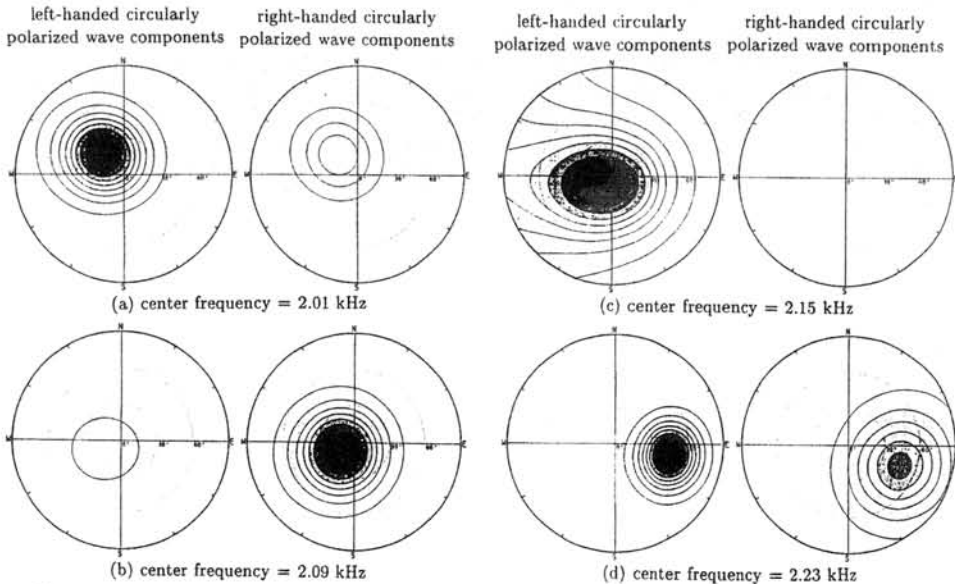 left-handed circularly
polarized wave components
right-handed circularly
polarized wave components
left-handed circularly
polarized wave components
right-handed circularly
polarized wave components
N
W
E
S
(a) center frequency = 2.01 kHz
(c) center frequency = 2.15 kHz
N
W
E
S
(b) center frequency = 2.09 kHz
(d) center frequency = 2.23 kHz